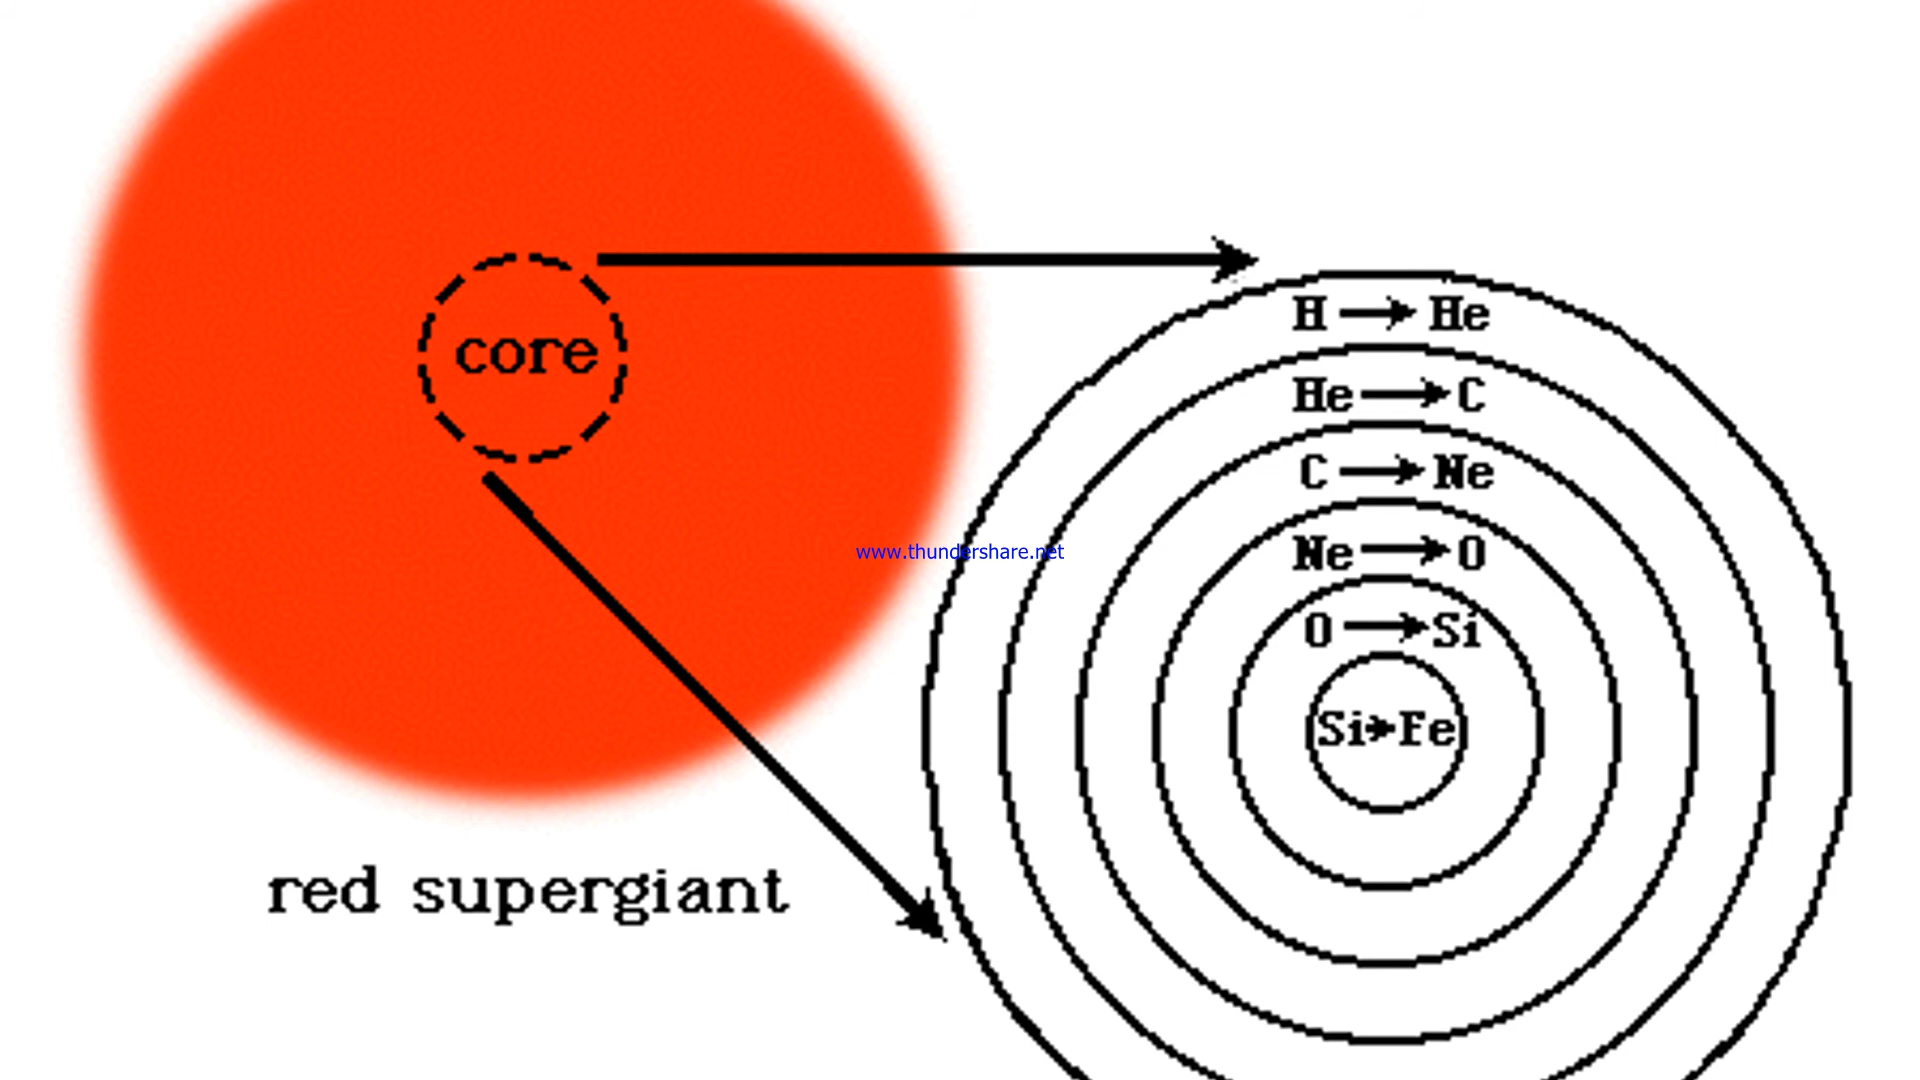 core
red supergiant
H → He
He → C
C → Ne
Ne → O
O → Si
Si → Fe
www.thundershare.net